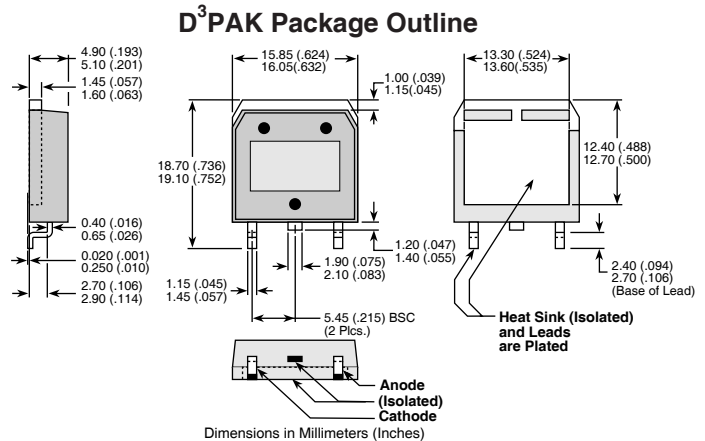 D3PAK Package Outline
4.90 (.193)
5.10 (.201)
1.45 (.057)
1.60 (.063)
15.85 (.624)
16.05(.632)
1.00 (.039)
1.15(.045)
13.30 (.524)
13.60(.535)
18.70 (.736)
19.10 (.752)
12.40 (.488)
12.70 (.500)
0.40 (.016)
0.65 (.026)
0.020 (.001)
0.250 (.010)
2.70 (.106)
2.90 (.114)
1.15 (.045)
1.45 (.057)
1.90 (.075)
2.10 (.083)
1.20 (.047)
1.40 (.055)
5.45 (.215) BSC
(2 Plcs.)
2.40 (.094)
2.70 (.106)
(Base of Lead)
Heat Sink (Isolated)
and Leads
are Plated
Anode
(Isolated)
Cathode
Dimensions in Millimeters (Inches)